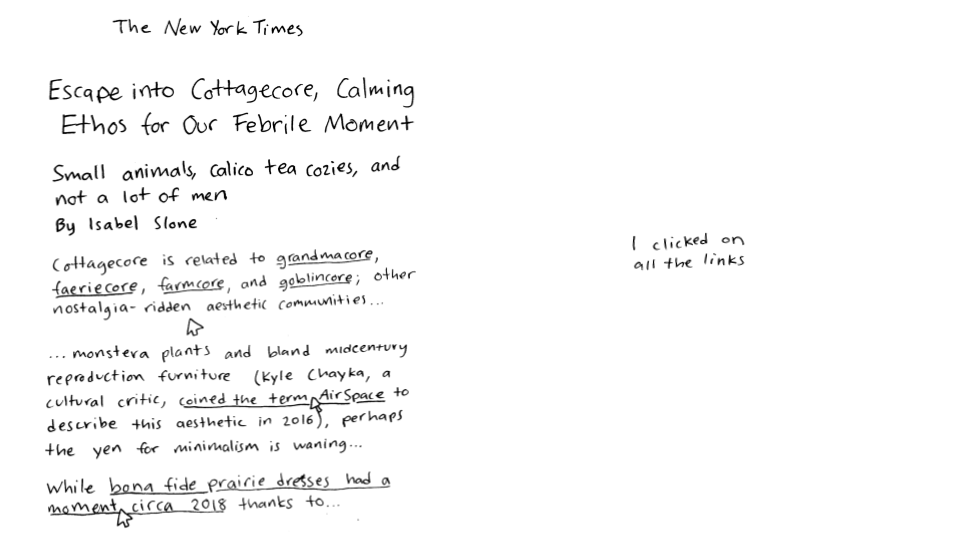 The New York Times
Escape into Cottagecore, Calming
Ethos for Our Febrile Moment
Small animals, calico tea cozies, and
not a lot of men
By Isabel Slone
Cottagecore is related to grandmacore,
faeriecore, farmcore, and goblincore; other
nostalgia-ridden aesthetic communities...
...monstera plants and bland midcentury
reproduction furniture (Kyle Chayka, a
cultural critic, coined the term AirSpace to
describe this aesthetic in 2016), perhaps
the yen for minimalism is waning...
While bona fide prairie dresses had a
moment circa 2018 thanks to...
I clicked on
all the links